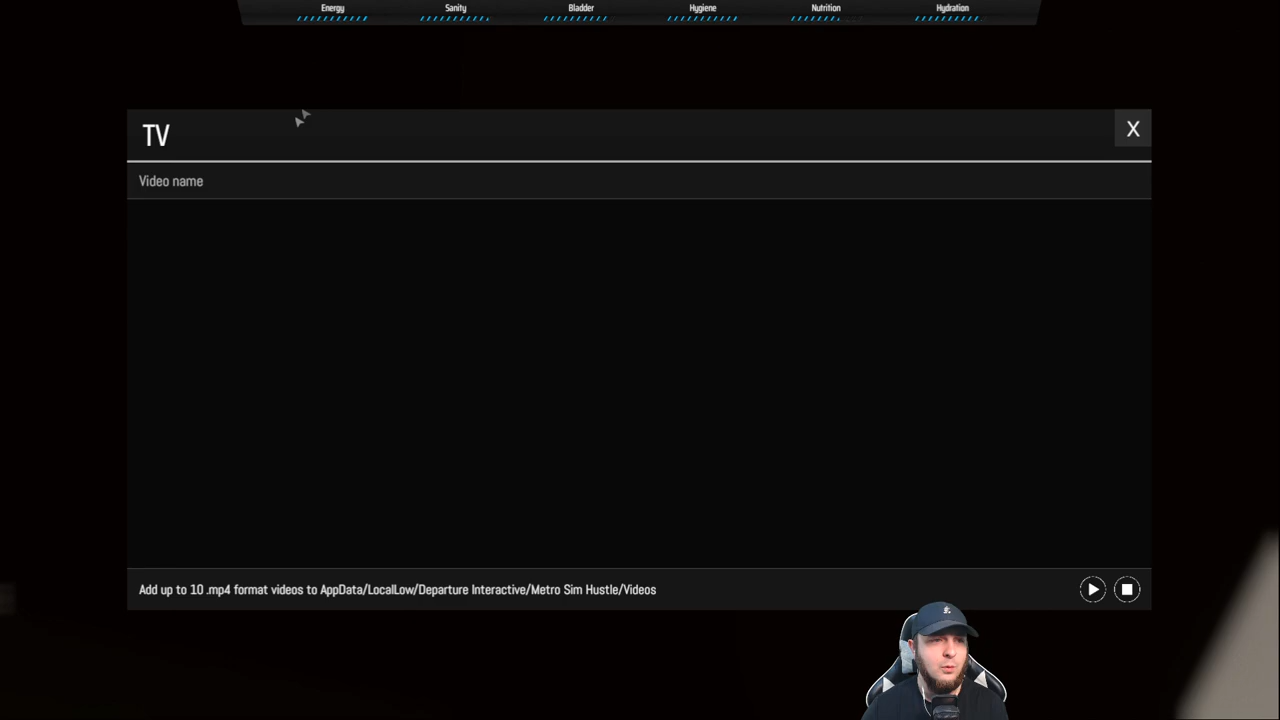 Energy Sanity Bladder Hygiene Nutrition Hydration
TV X
Video name
Add up to 10 .mp4 format videos to AppData/LocalLow/Departure Interactive/Metro Sim Hustle/Videos